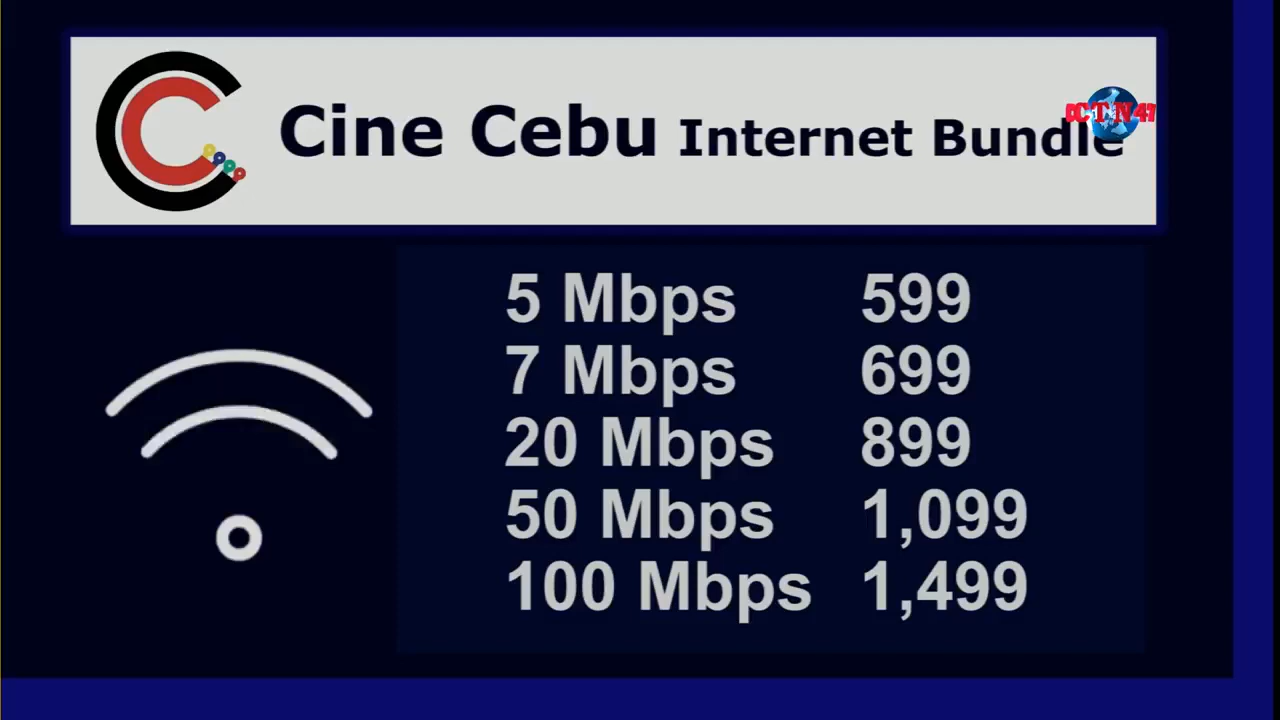 Cine Cebu Internet Bundle
5 Mbps 599
7 Mbps 699
20 Mbps 899
50 Mbps 1,099
100 Mbps 1,499